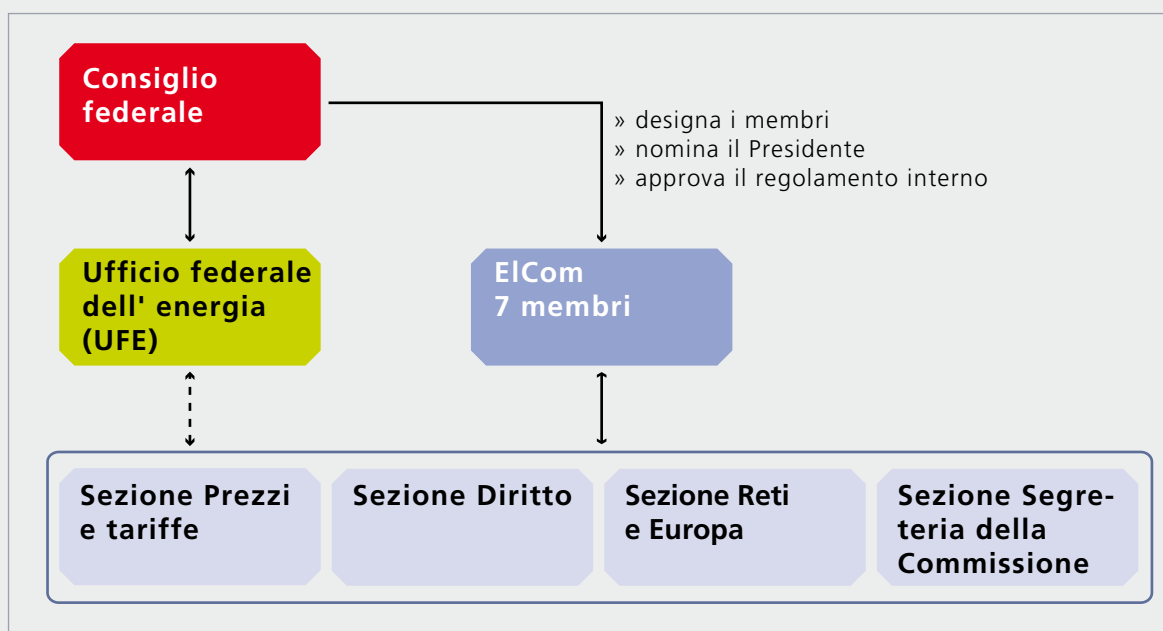 Consiglio
federale
» designa i membri
» nomina il Presidente
» approva il regolamento interno
Ufficio federale
dell' energia
(UFE)
ElCom
7 membri
Sezione Prezzi
e tariffe
Sezione Diritto
Sezione Reti
e Europa
Sezione Segre-
teria della
Commissione